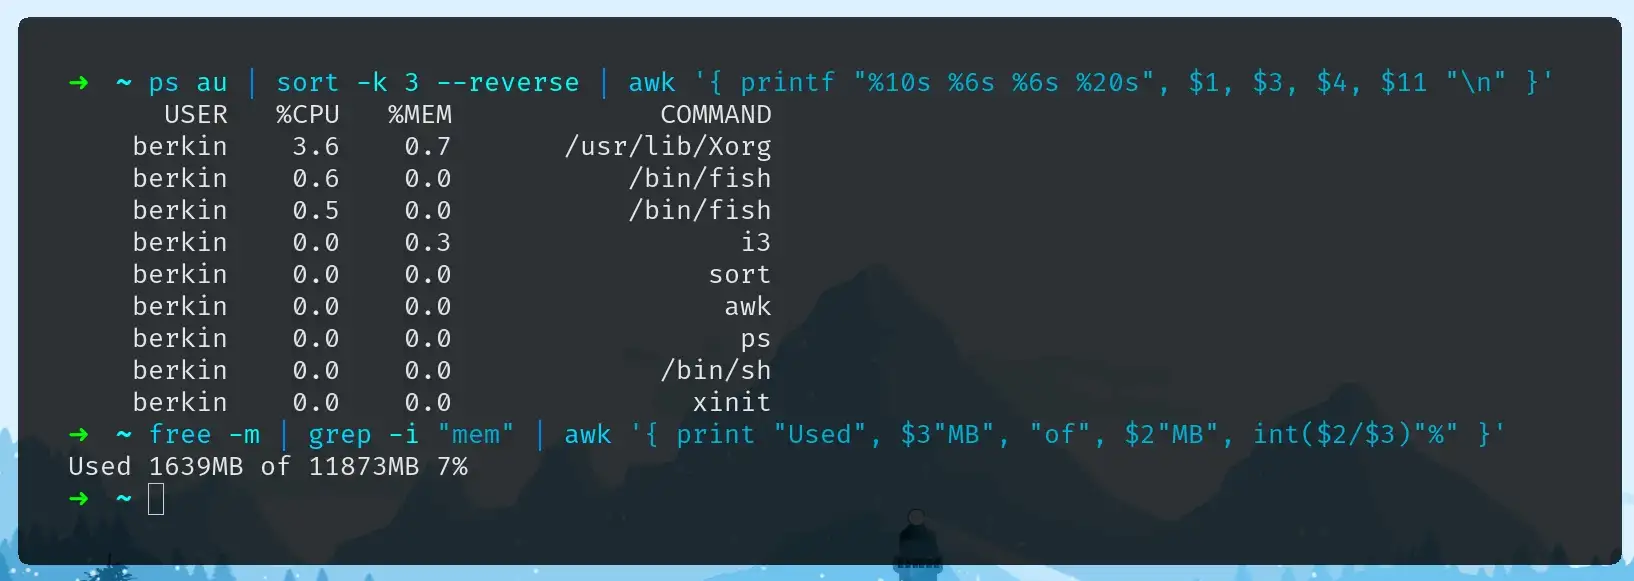 ➜  ~ ps au | sort -k 3 --reverse | awk '{ printf "%10s %6s %6s %20s", $1, $3, $4, $11 "\n" }'
      USER   %CPU   %MEM             COMMAND
    berkin    3.6    0.7       /usr/lib/Xorg
    berkin    0.6    0.0           /bin/fish
    berkin    0.5    0.0           /bin/fish
    berkin    0.0    0.3                  i3
    berkin    0.0    0.0                sort
    berkin    0.0    0.0                 awk
    berkin    0.0    0.0                  ps
    berkin    0.0    0.0             /bin/sh
    berkin    0.0    0.0               xinit
➜  ~ free -m | grep -i "mem" | awk '{ print "Used", $3"MB", "of", $2"MB", int($2/$3)"%" }'
Used 1639MB of 11873MB 7%
➜  ~